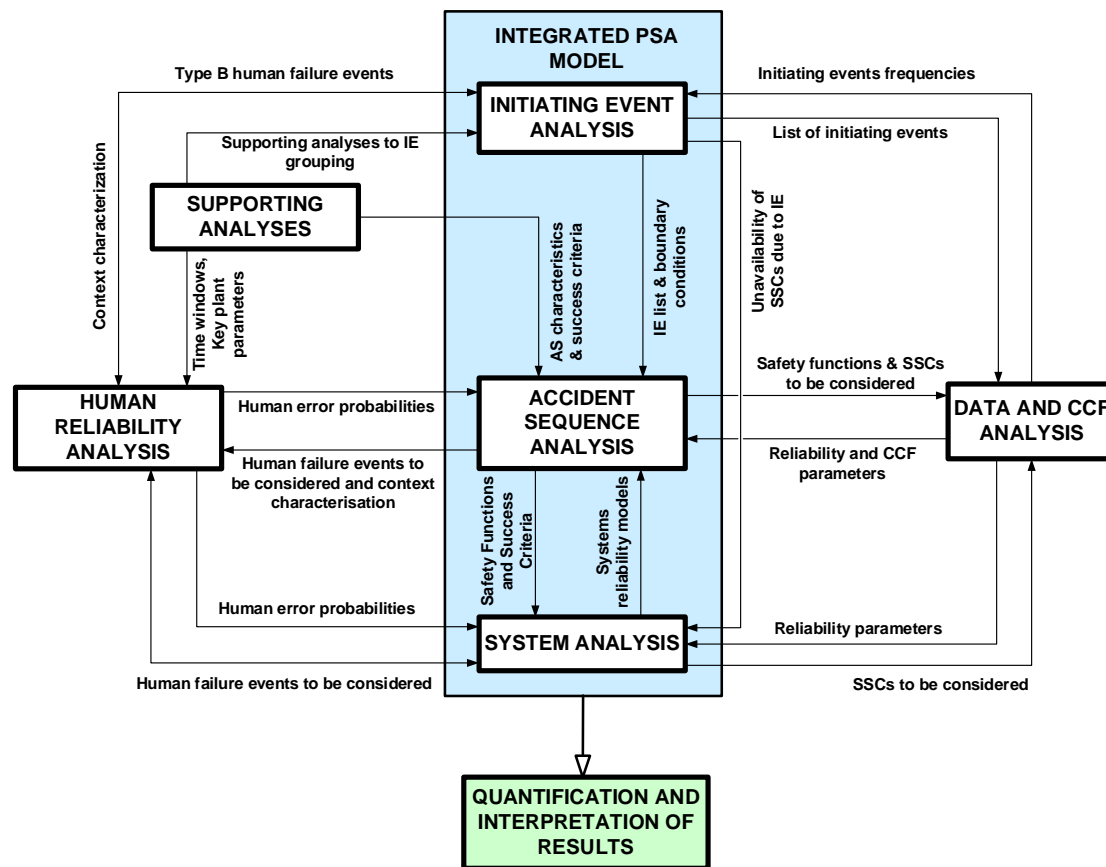 INTEGRATED PSA
MODEL
Type B human failure events
Initiating events frequencies
INITIATING EVENT
ANALYSIS
List of initiating events
Supporting analyses to IE
grouping
Context characterization
SUPPORTING
ANALYSES
Time windows,
Key plant
parameters
AS characteristics
& success criteria
IE list & boundary
conditions
Unavailability of
SSCs due to IE
Safety functions & SSCs
to be considered
HUMAN
RELIABILITY
ANALYSIS
Human error probabilities
ACCIDENT
SEQUENCE
ANALYSIS
DATA AND CCF
ANALYSIS
Human failure events to
be considered and context
characterisation
Reliability and CCF
parameters
Safety Functions
and Success
Criteria
Systems
reliability models
Human error probabilities
SYSTEM ANALYSIS
Reliability parameters
Human failure events to be considered
SSCs to be considered
QUANTIFICATION AND
INTERPRETATION OF
RESULTS